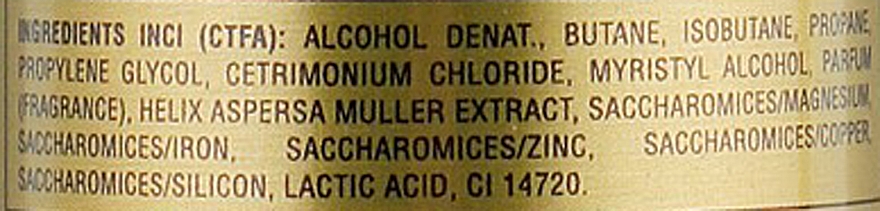 INGREDIENTS INCI (CTFA): ALCOHOL DENAT., BUTANE, ISOBUTANE, PROPANE,
PROPYLENE GLYCOL, CETRIMONIUM CHLORIDE, MYRISTYL ALCOHOL, PARFUM
(FRAGRANCE), HELIX ASPERSA MULLER EXTRACT, SACCHAROMICES/MAGNESIUM,
SACCHAROMICES/IRON, SACCHAROMICES/ZINC, SACCHAROMICES/COPPER,
SACCHAROMICES/SILICON, LACTIC ACID, CI 14720.